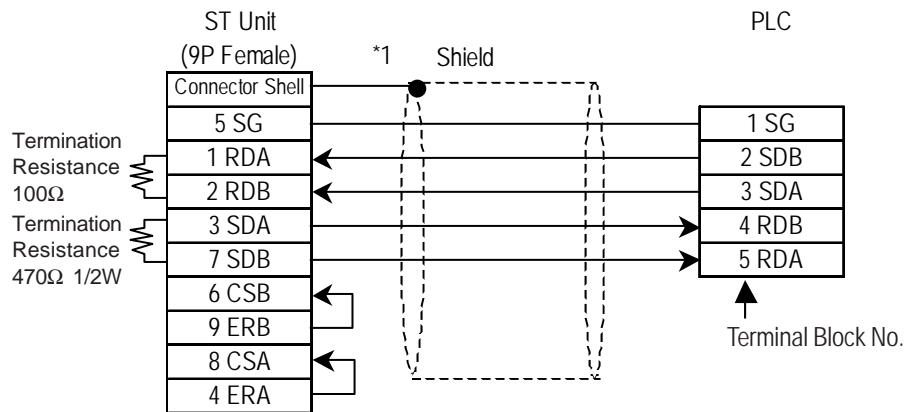 ST Unit
(9P Female)
*1
Shield
PLC
Connector Shell
5 SG
1 RDA
2 RDB
3 SDA
7 SDB
6 CSB
9 ERB
8 CSA
4 ERA
Termination
Resistance
100Ω
Termination
Resistance
470Ω 1/2W
1 SG
2 SDB
3 SDA
4 RDB
5 RDA
Terminal Block No.